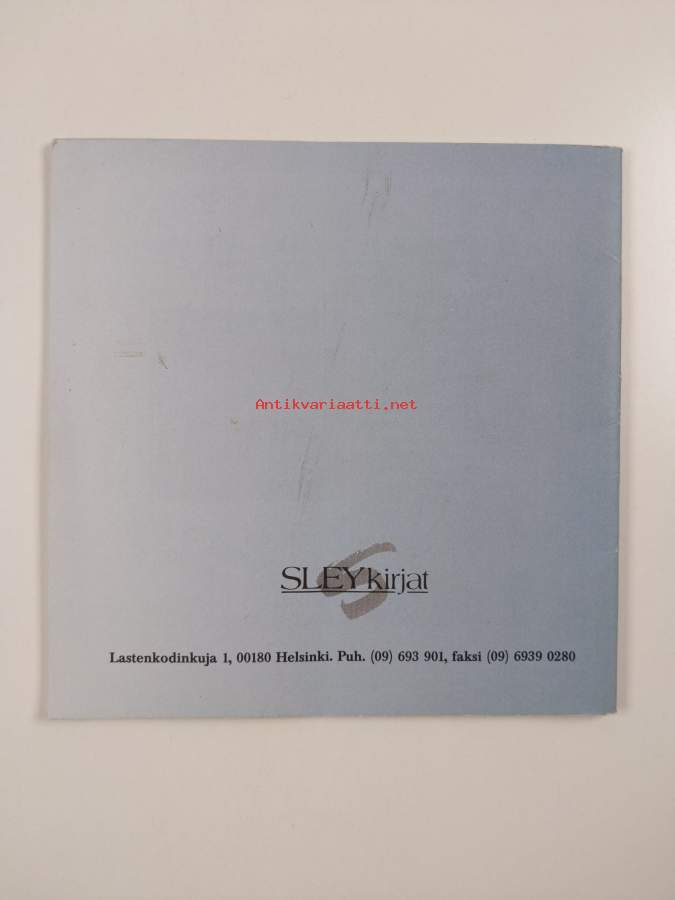 Antikvariaatti.net
SLEYkirjat
Lastenkodinkuja 1, 00180 Helsinki. Puh. (09) 693 901, faksi (09) 6939 0280